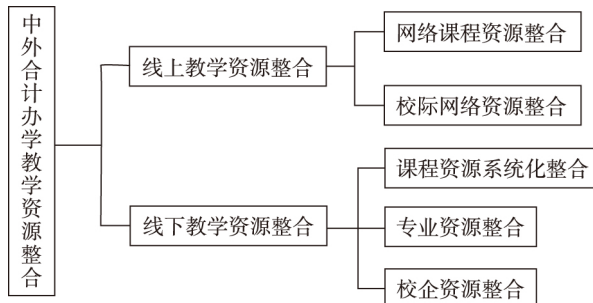 中外合计办学教学资源整合
线上教学资源整合
网络课程资源整合
校际网络资源整合
线下教学资源整合
课程资源系统化整合
专业资源整合
校企资源整合